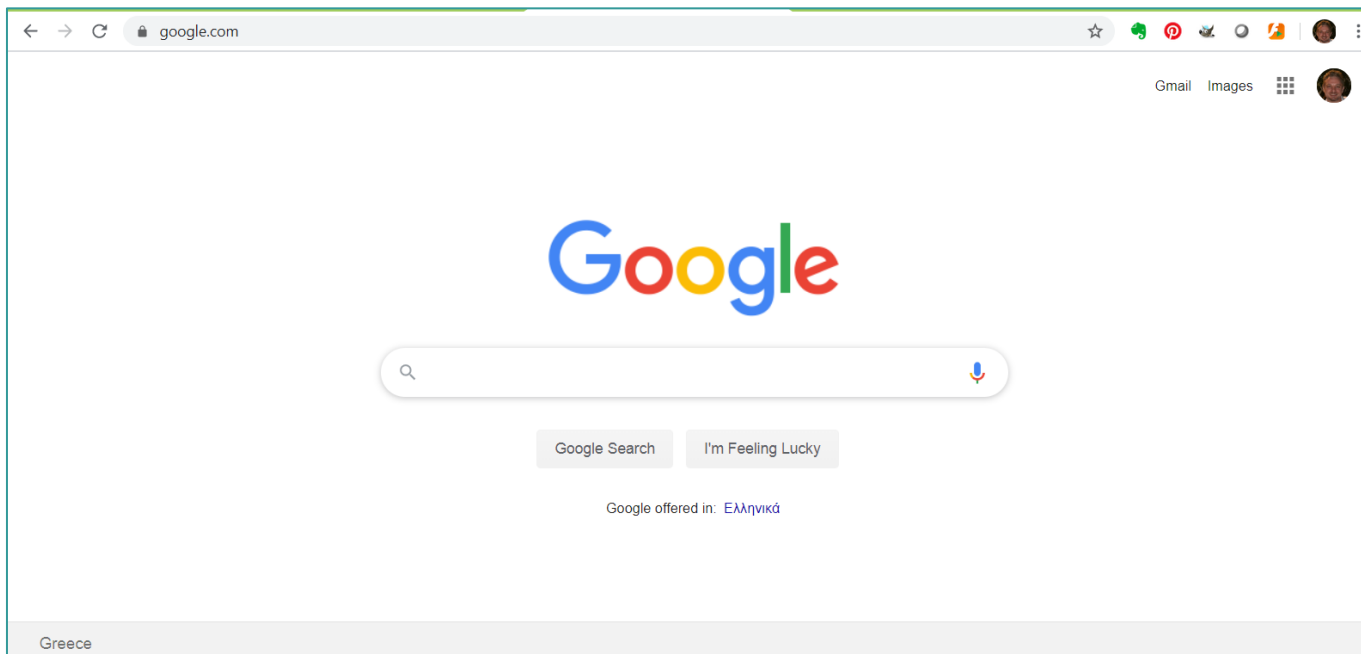 google.com
Gmail Images
Google
Google Search I'm Feeling Lucky
Google offered in: Ελληνικά
Greece